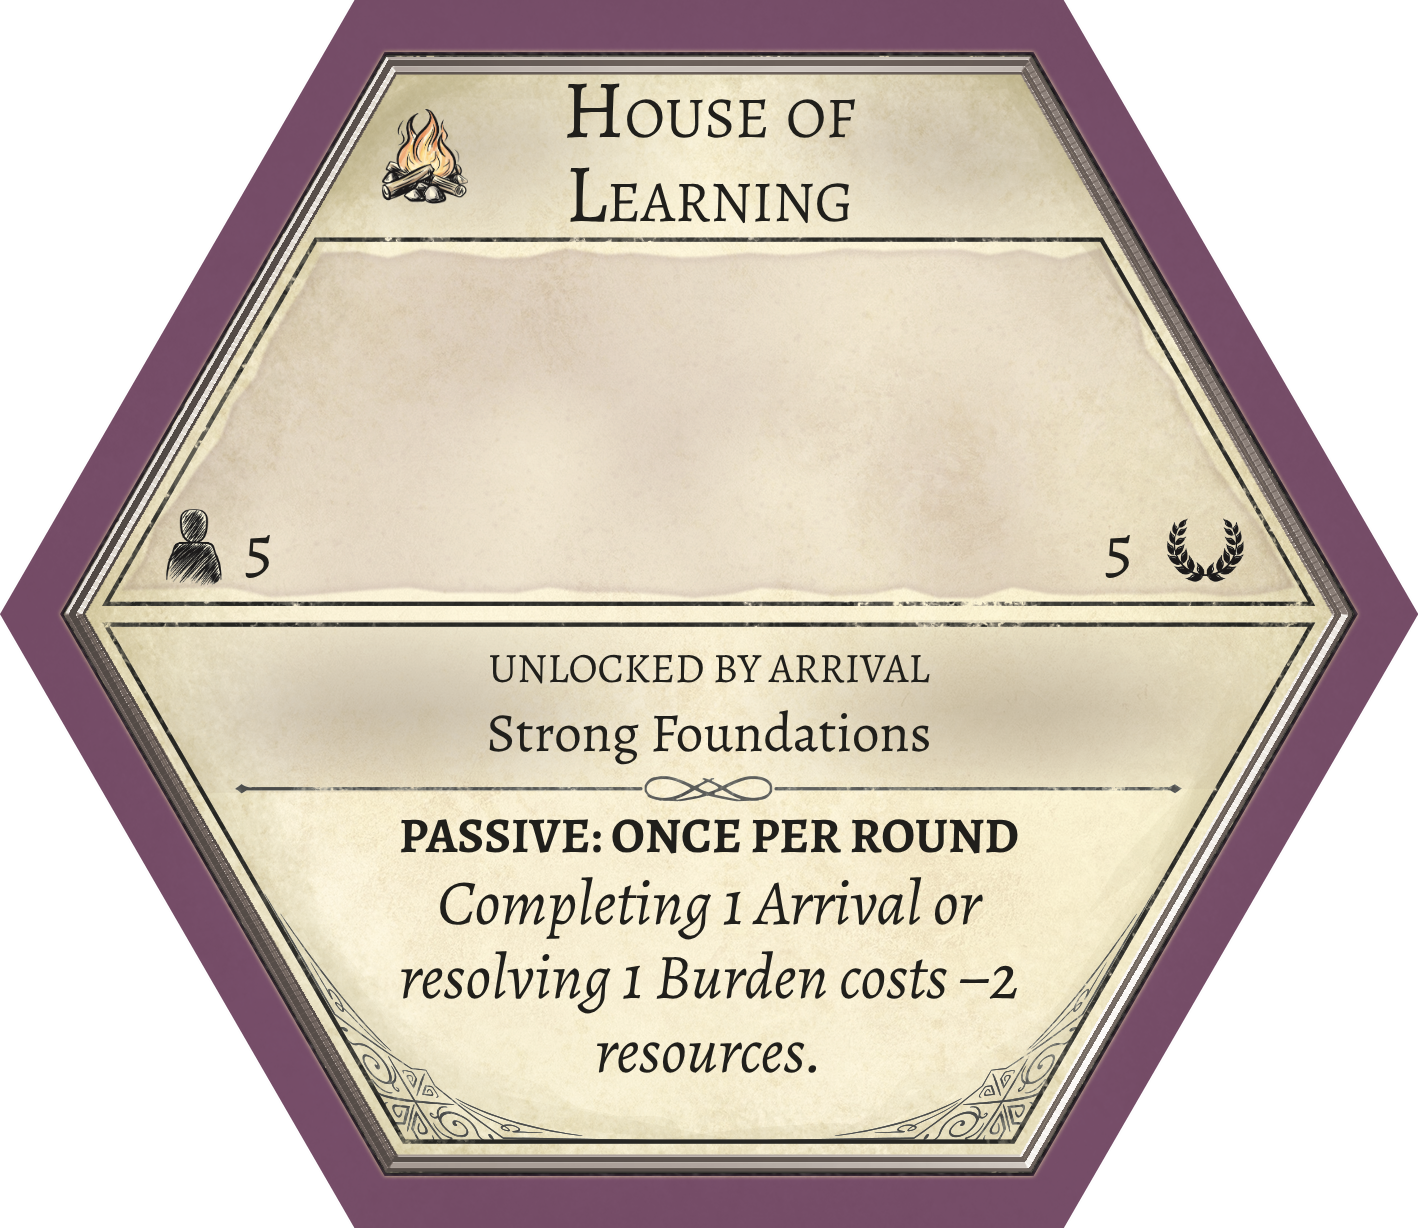 House of
Learning
5
5
UNLOCKED BY ARRIVAL
Strong Foundations
PASSIVE: ONCE PER ROUND
Completing 1 Arrival or
resolving 1 Burden costs –2
resources.